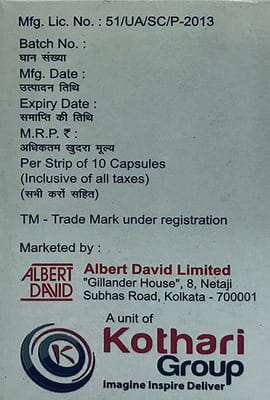 Mfg. Lic. No. : 51/UA/SC/P-2013
Batch No. :
घान संख्या
Mfg. Date :
उत्पादन तिथि
Expiry Date :
समाप्ति की तिथि
M.R.P. ₹ :
अधिकतम खुदरा मूल्य
Per Strip of 10 Capsules
(Inclusive of all taxes)
(सभी करों सहित)
TM - Trade Mark under registration
Marketed by :
ALBERT
DAVID
Albert David Limited
"Gillander House", 8, Netaji
Subhas Road, Kolkata - 700001
A unit of
K
Kothari
Group
Imagine Inspire Deliver